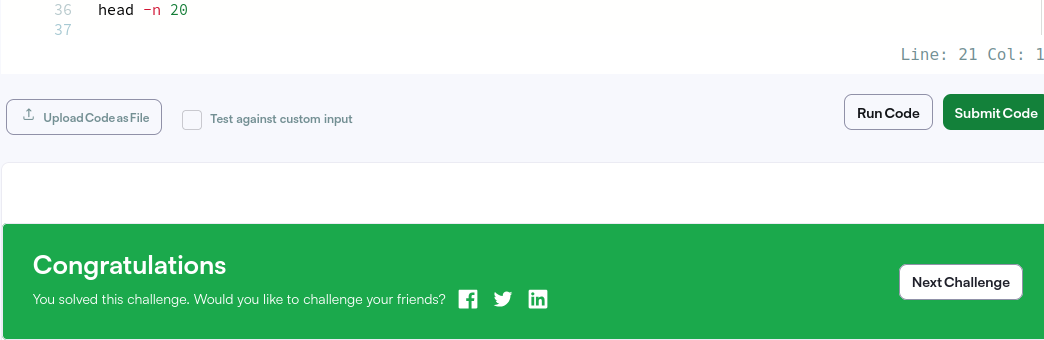 36 head -n 20
37
Line: 21 Col: 1
Upload Code as File
Test against custom input
Run Code
Submit Code
Congratulations
You solved this challenge. Would you like to challenge your friends?
Next Challenge